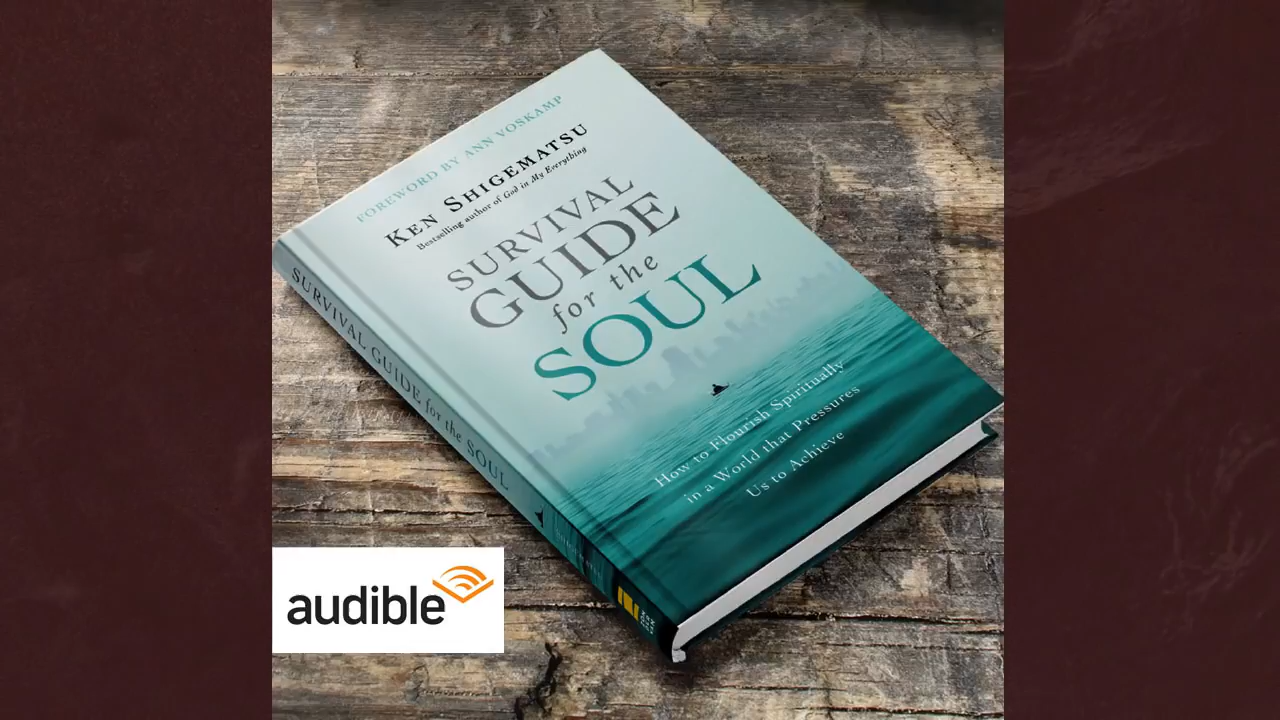 FOREWORD BY ANN VOSKAMP
KEN SHIGEMATSU
Bestselling author of God in My Everything
SURVIVAL
GUIDE
for the
SOUL
How to Flourish Spiritually
in a World that Pressures
Us to Achieve
SURVIVAL GUIDE for the SOUL
audible